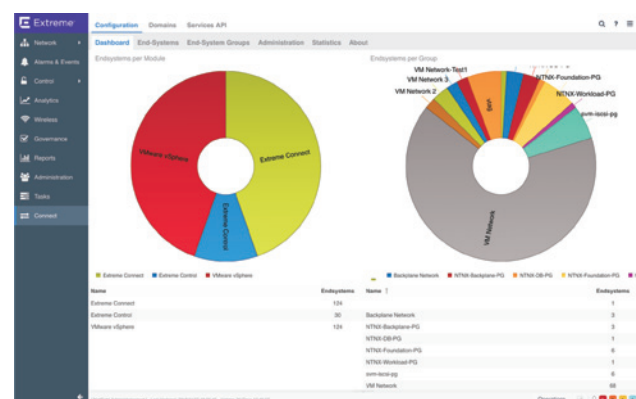 Extreme
Configuration Domains Services API
Dashboard End-Systems End-System Groups Administration Statistics About
Network
Alarms & Events
Control
Analytics
Wireless
Governance
Reports
Administration
Tasks
Connect
Endsystems per Module
VMware vSphere
Extreme Connect
Extreme Control
Extreme Connect Extreme Control VMware vSphere
Name Endsystems
Extreme Connect 124
Extreme Control 30
VMware vSphere 124
Endsystems per Group
VM Network-Test1
VM Network 3
VM Network 2
NTNX-Foundation-PG
NTNX-Workload-PG
svm-iscsi-pg
VM Network
Backplane Network NTNX-Backplane-PG NTNX-DB-PG NTNX-Foundation-PG
Name Endsystems
1
Backplane Network 3
NTNX-Backplane-PG 3
NTNX-DB-PG 1
NTNX-Foundation-PG 6
NTNX-Workload-PG 1
svm-iscsi-pg 6
VM Network 68